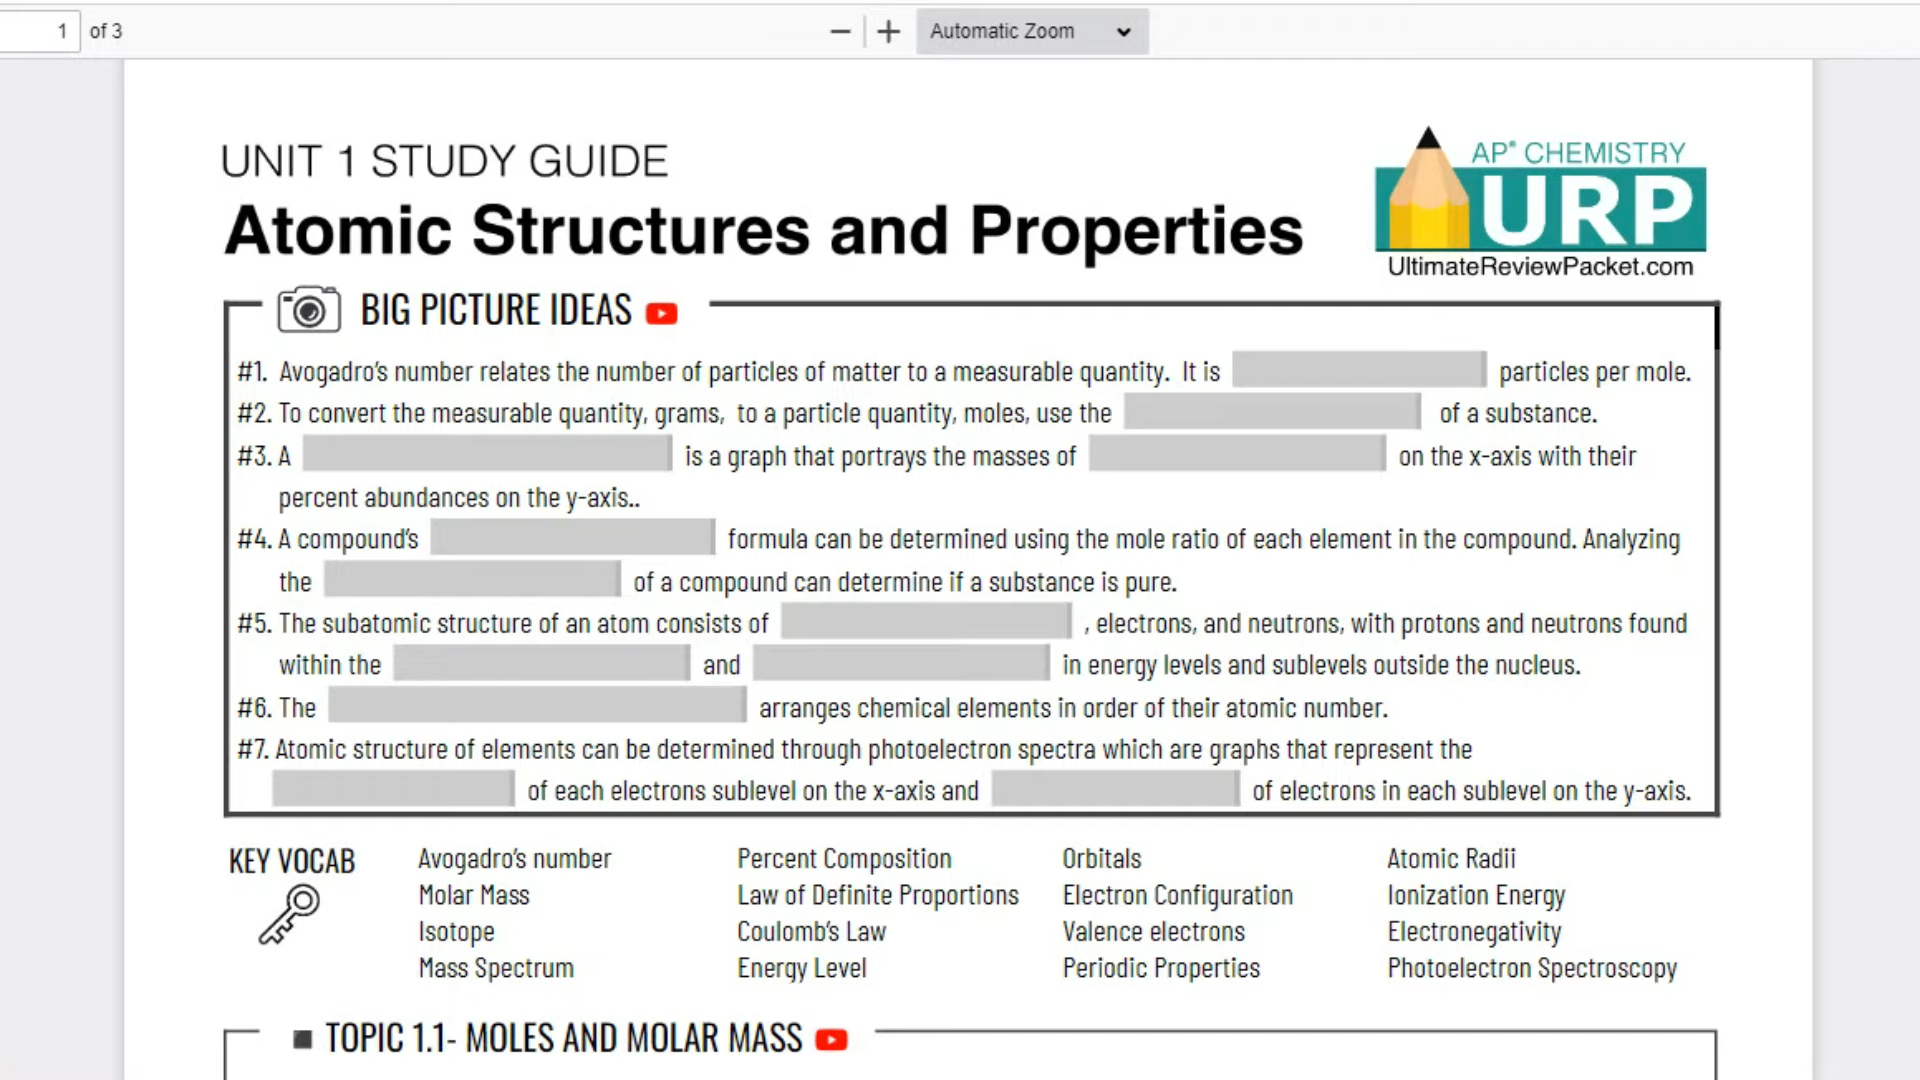 1 of 3
Automatic Zoom
UNIT 1 STUDY GUIDE
Atomic Structures and Properties
AP® CHEMISTRY
URP
UltimateReviewPacket.com
BIG PICTURE IDEAS
#1. Avogadro's number relates the number of particles of matter to a measurable quantity. It is particles per mole.
#2. To convert the measurable quantity, grams, to a particle quantity, moles, use the of a substance.
#3. A is a graph that portrays the masses of on the x-axis with their
percent abundances on the y-axis..
#4. A compound's formula can be determined using the mole ratio of each element in the compound. Analyzing
the of a compound can determine if a substance is pure.
#5. The subatomic structure of an atom consists of , electrons, and neutrons, with protons and neutrons found
within the and in energy levels and sublevels outside the nucleus.
#6. The arranges chemical elements in order of their atomic number.
#7. Atomic structure of elements can be determined through photoelectron spectra which are graphs that represent the
of each electrons sublevel on the x-axis and of electrons in each sublevel on the y-axis.
KEY VOCAB
Avogadro's number
Molar Mass
Isotope
Mass Spectrum
Percent Composition
Law of Definite Proportions
Coulomb's Law
Energy Level
Orbitals
Electron Configuration
Valence electrons
Periodic Properties
Atomic Radii
Ionization Energy
Electronegativity
Photoelectron Spectroscopy
TOPIC 1.1- MOLES AND MOLAR MASS